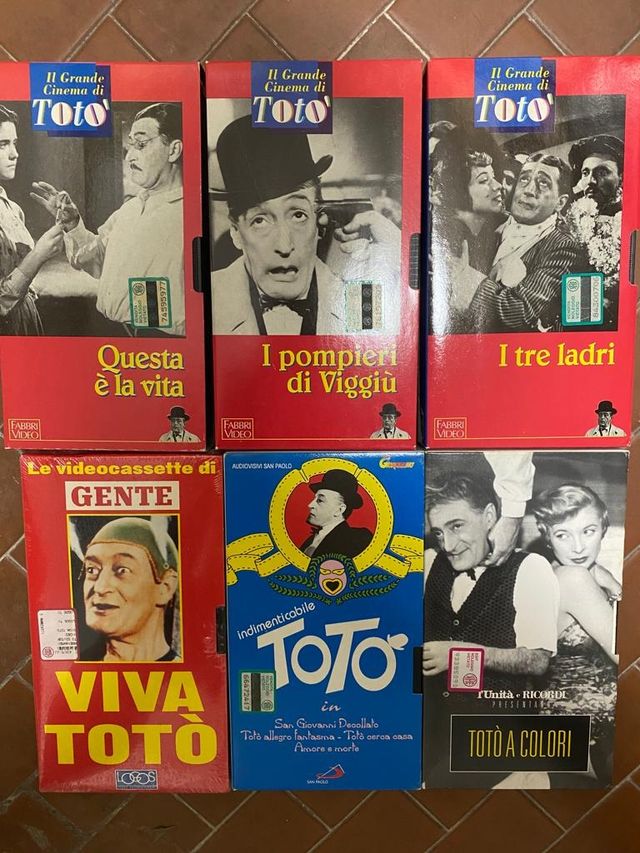 Il Grande
Cinema di
Totò
Questa
è la vita
FABBRI
VIDEO
Il Grande
Cinema di
Totò
I pompieri
di Viggiù
FABBRI
VIDEO
Il Grande
Cinema di
Totò
I tre ladri
FABBRI
VIDEO
Le videocassette di
GENTE
VIVA
TOTÒ
LOGOS
AUDIOVISIVI SAN PAOLO
indimenticabile
TOTÒ
in
San Giovanni Decollato
Totò allegro fantasma - Totò cerca casa
Amore e morte
SAN PAOLO
66472447
l'Unità e RICORDI
PRESENTANO
TOTÒ A COLORI